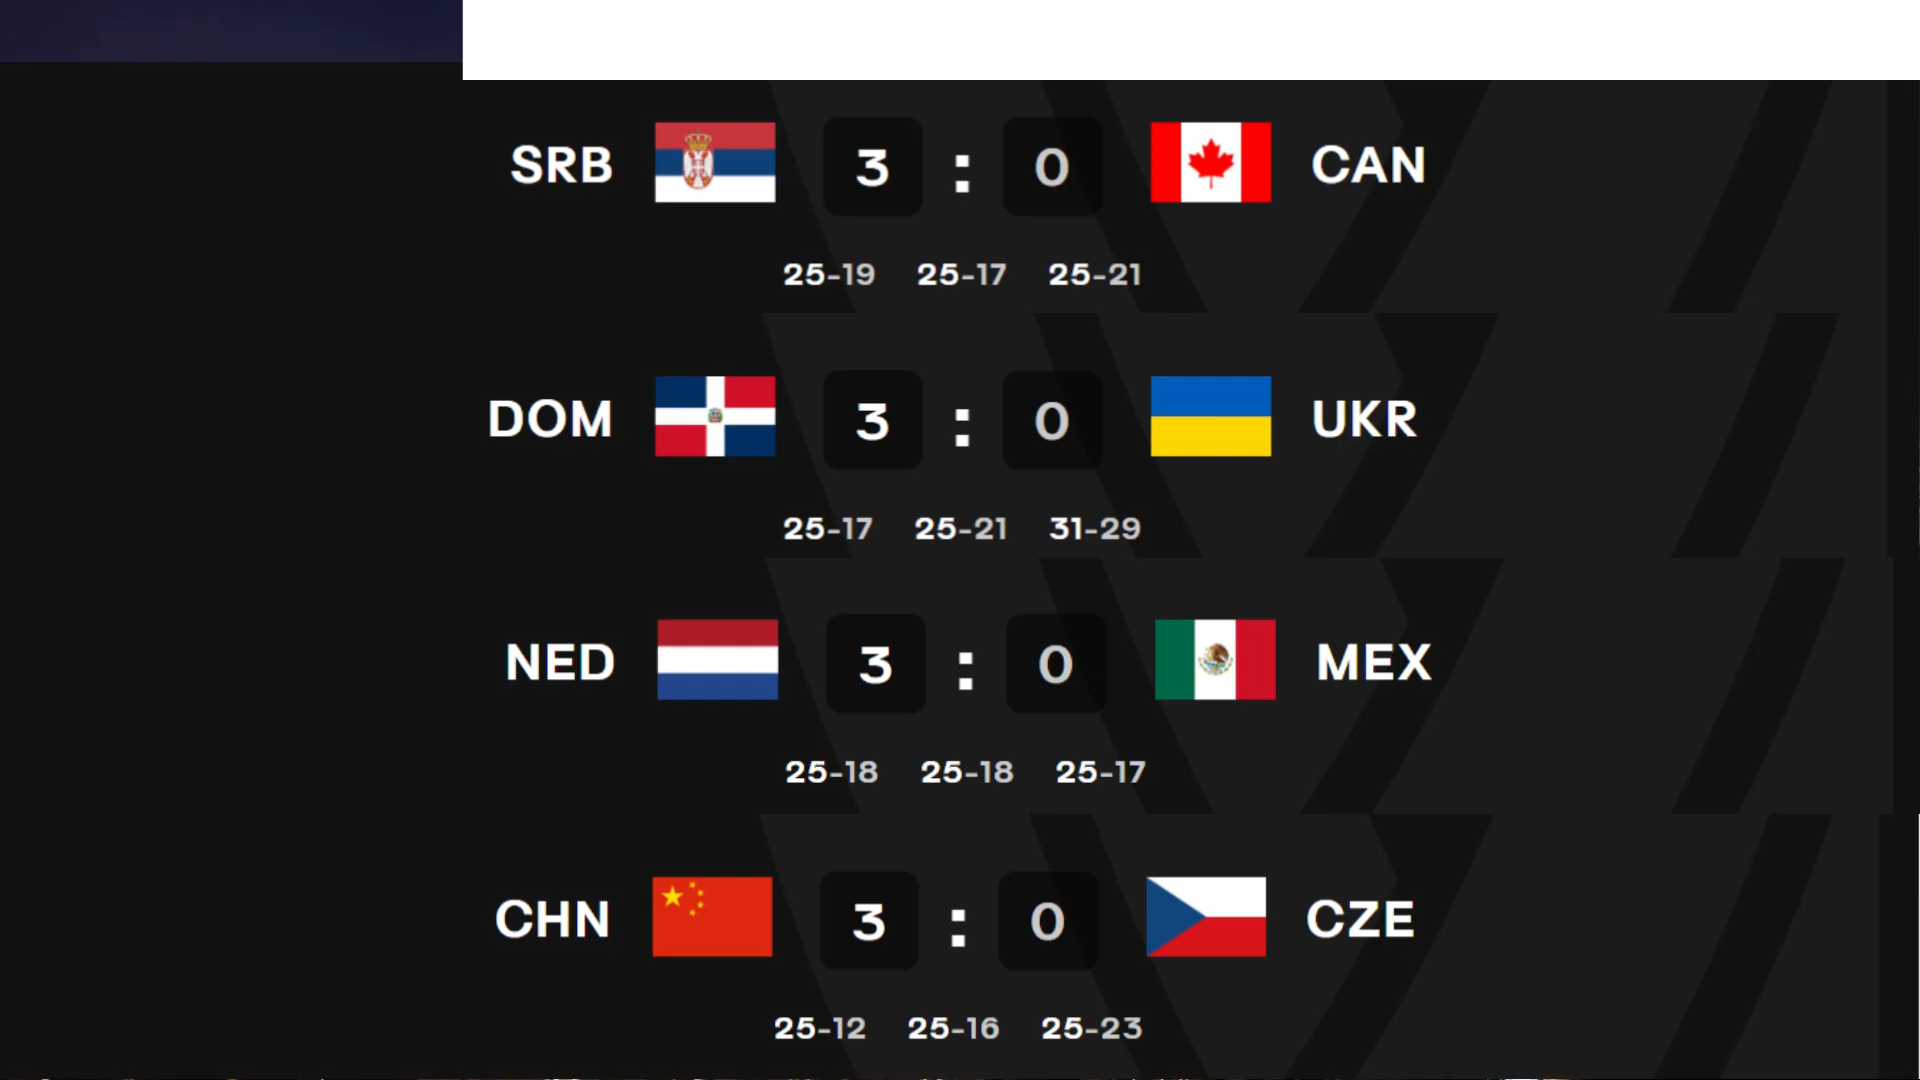 SRB 3 : 0 CAN
25-19 25-17 25-21
DOM 3 : 0 UKR
25-17 25-21 31-29
NED 3 : 0 MEX
25-18 25-18 25-17
CHN 3 : 0 CZE
25-12 25-16 25-23